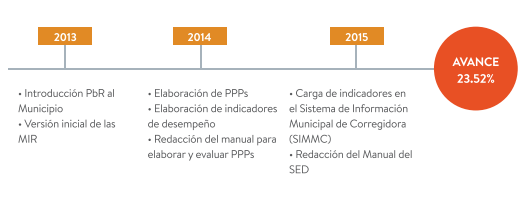 2013
2014
2015
AVANCE
23.52%
• Introducción PbR al
Municipio
• Versión inicial de las
MIR
• Elaboración de PPPs
• Elaboración de indicadores
de desempeño
• Redacción del manual para
elaborar y evaluar PPPs
• Carga de indicadores en
el Sistema de Información
Municipal de Corregidora
(SIMMC)
• Redacción del Manual del
SED